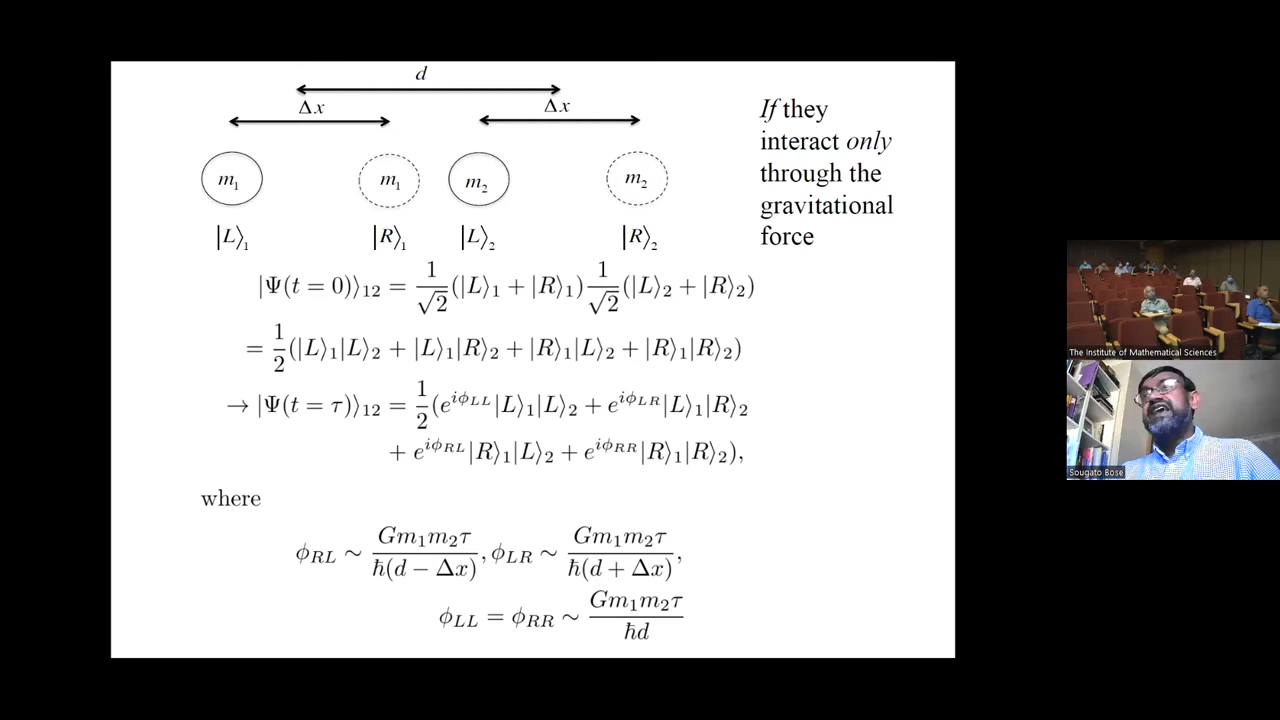 d
Δx Δx
m₁ m₁ m₂ m₂
|L⟩₁ |R⟩₁ |L⟩₂ |R⟩₂
If they
interact only
through the
gravitational
force
|Ψ(t = 0)⟩₁₂ = 1/√2 (|L⟩₁ + |R⟩₁) 1/√2 (|L⟩₂ + |R⟩₂)
= 1/2 (|L⟩₁|L⟩₂ + |L⟩₁|R⟩₂ + |R⟩₁|L⟩₂ + |R⟩₁|R⟩₂)
→ |Ψ(t = τ)⟩₁₂ = 1/2 (e^{iφ_{LL}}|L⟩₁|L⟩₂ + e^{iφ_{LR}}|L⟩₁|R⟩₂
+ e^{iφ_{RL}}|R⟩₁|L⟩₂ + e^{iφ_{RR}}|R⟩₁|R⟩₂),
where
φ_{RL} ∼ Gm₁m₂τ / ℏ(d − Δx), φ_{LR} ∼ Gm₁m₂τ / ℏ(d + Δx),
φ_{LL} = φ_{RR} ∼ Gm₁m₂τ / ℏd
The Institute of Mathematical Sciences
Sougato Bose